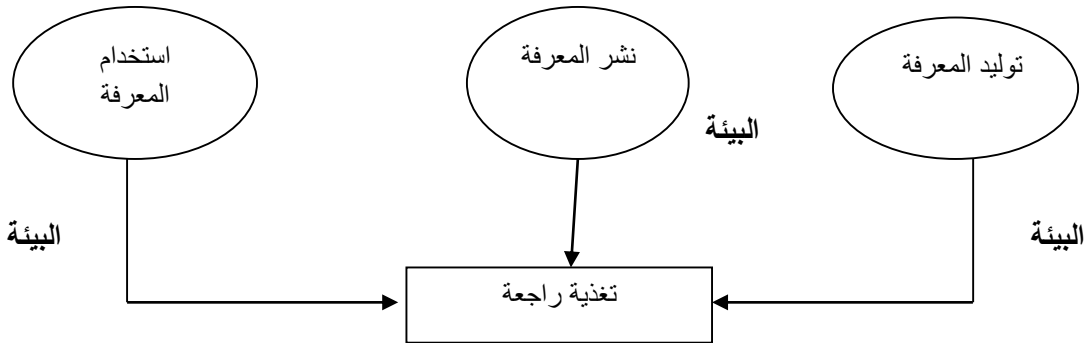 توليد المعرفة
نشر المعرفة
استخدام
المعرفة
البيئة
البيئة
البيئة
تغذية راجعة